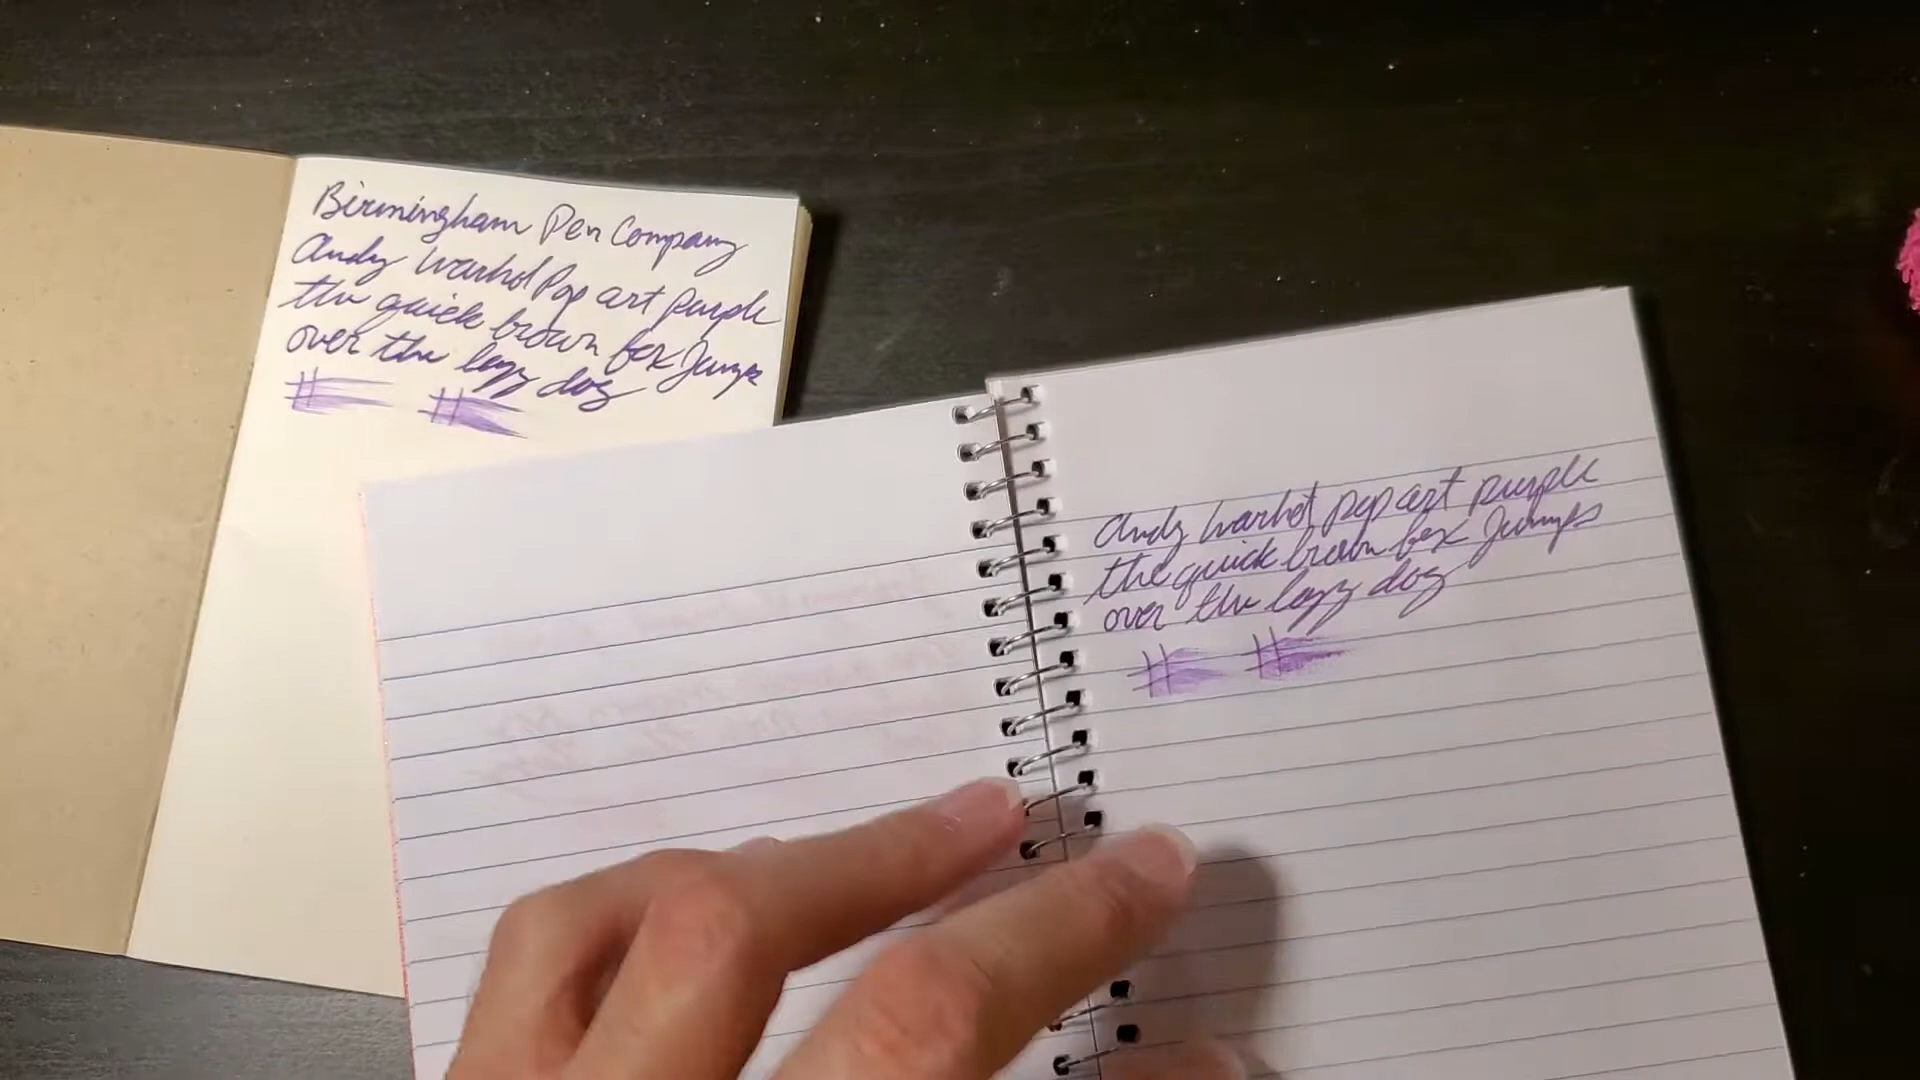 Birmingham Pen Company
Andy Warhol Pop art purple
the quick brown fox Jumps
over the lazy dog
Andy Warhol pop art purple
the quick brown fox Jumps
over the lazy dog